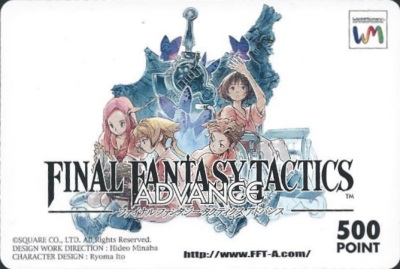 FINAL FANTASY TACTICS
TM
ADVANCE
ファイナルファンタジータクティクス アドバンス
©SQUARE CO., LTD. All Rights Reserved.
DESIGN WORK DIRECTION : Hideo Minaba
CHARACTER DESIGN : Ryoma Ito
http://www.FFT-A.com/
500
POINT